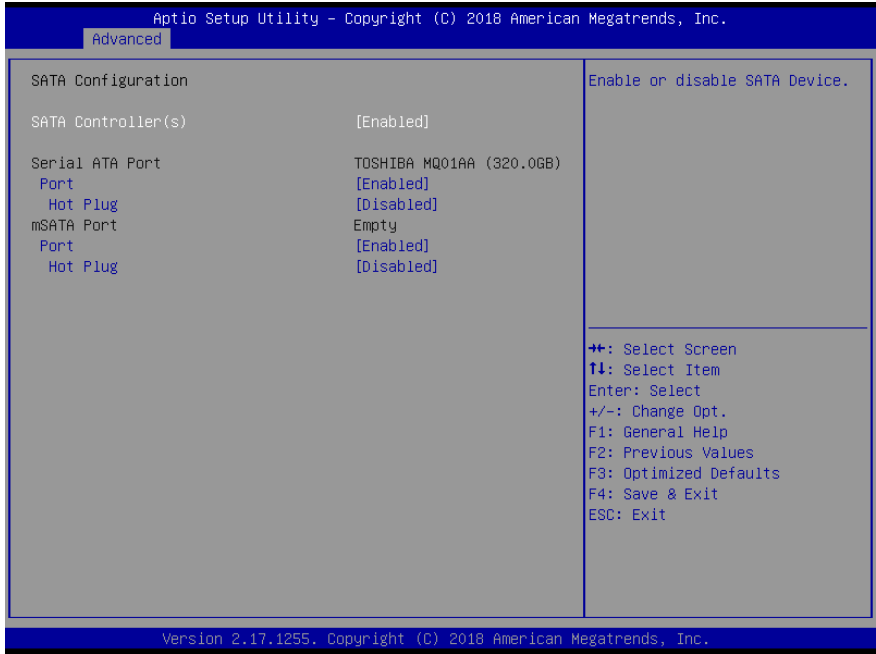 Aptio Setup Utility – Copyright (C) 2018 American Megatrends, Inc.
Advanced
SATA Configuration
SATA Controller(s) [Enabled]
Serial ATA Port TOSHIBA MQ01AA (320.0GB)
Port [Enabled]
Hot Plug [Disabled]
mSATA Port Empty
Port [Enabled]
Hot Plug [Disabled]
Enable or disable SATA Device.
→←: Select Screen
↑↓: Select Item
Enter: Select
+/-: Change Opt.
F1: General Help
F2: Previous Values
F3: Optimized Defaults
F4: Save & Exit
ESC: Exit
Version 2.17.1255. Copyright (C) 2018 American Megatrends, Inc.